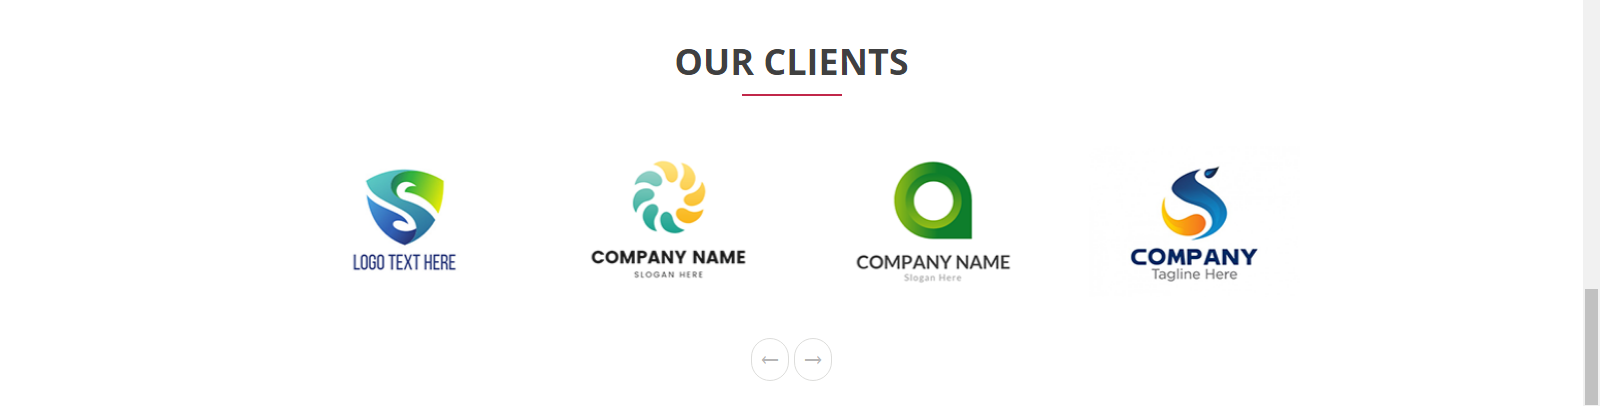 OUR CLIENTS
LOGO TEXT HERE
COMPANY NAME
SLOGAN HERE
COMPANY NAME
Slogan Here
COMPANY
Tagline Here